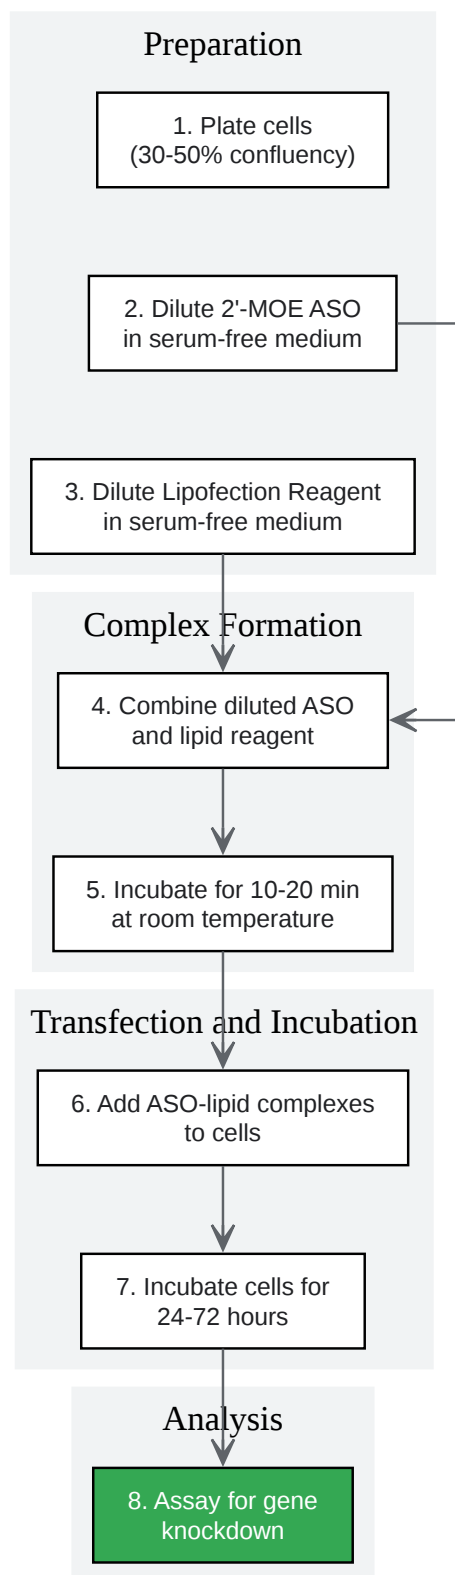 Preparation
1. Plate cells
(30-50% confluency)
2. Dilute 2'-MOE ASO
in serum-free medium
3. Dilute Lipofection Reagent
in serum-free medium
Complex Formation
4. Combine diluted ASO
and lipid reagent
5. Incubate for 10-20 min
at room temperature
Transfection and Incubation
6. Add ASO-lipid complexes
to cells
7. Incubate cells for
24-72 hours
Analysis
8. Assay for gene
knockdown